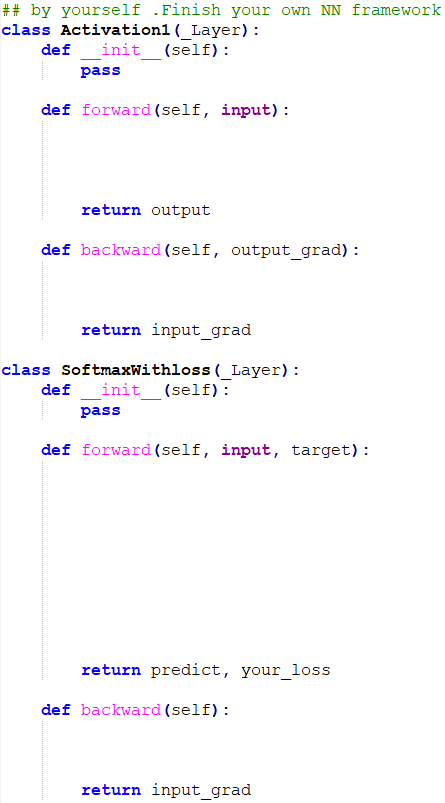 ## by yourself .Finish your own NN framework
class Activation1(_Layer):
    def __init__(self):
        pass
    def forward(self, input):
        return output
    def backward(self, output_grad):
        return input_grad
class SoftmaxWithloss(_Layer):
    def __init__(self):
        pass
    def forward(self, input, target):
        return predict, your_loss
    def backward(self):
        return input_grad